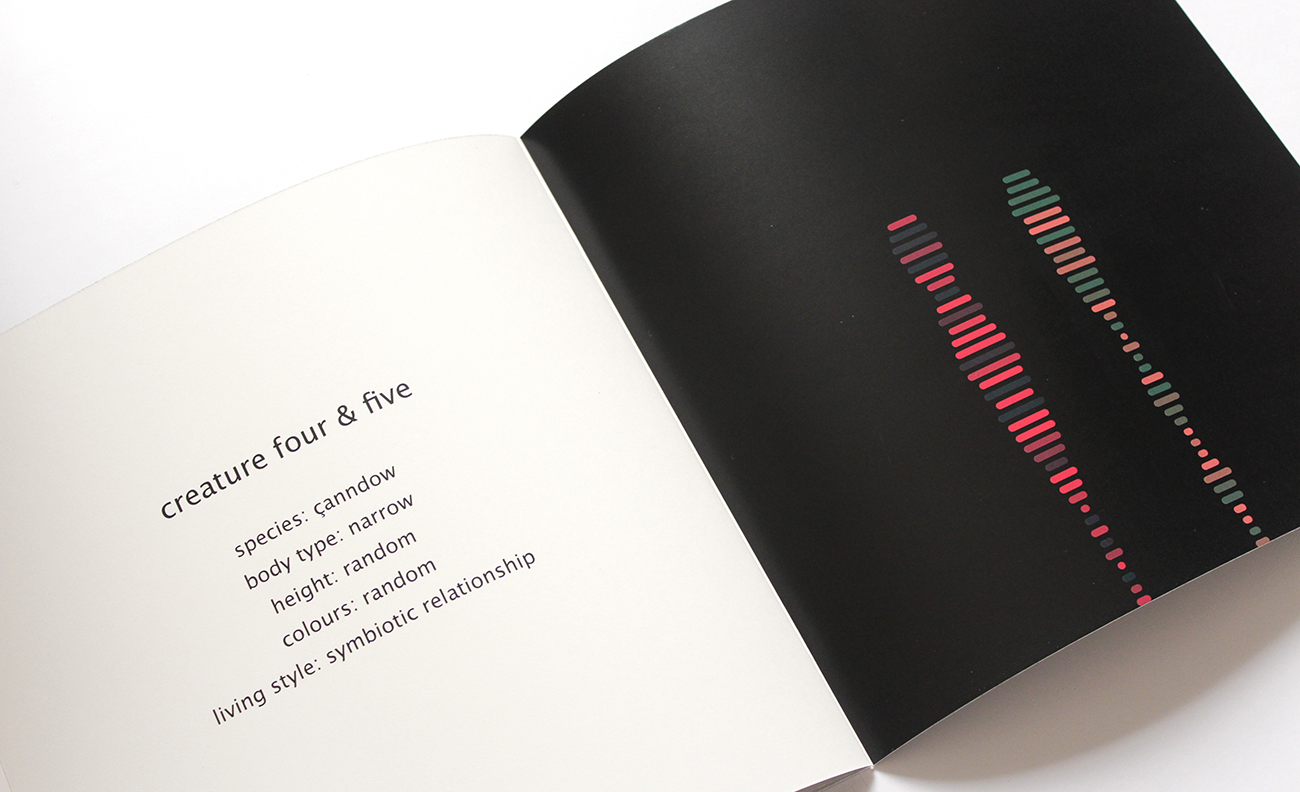 creature four & five
species: çanndow
body type: narrow
height: random
colours: random
living style: symbiotic relationship